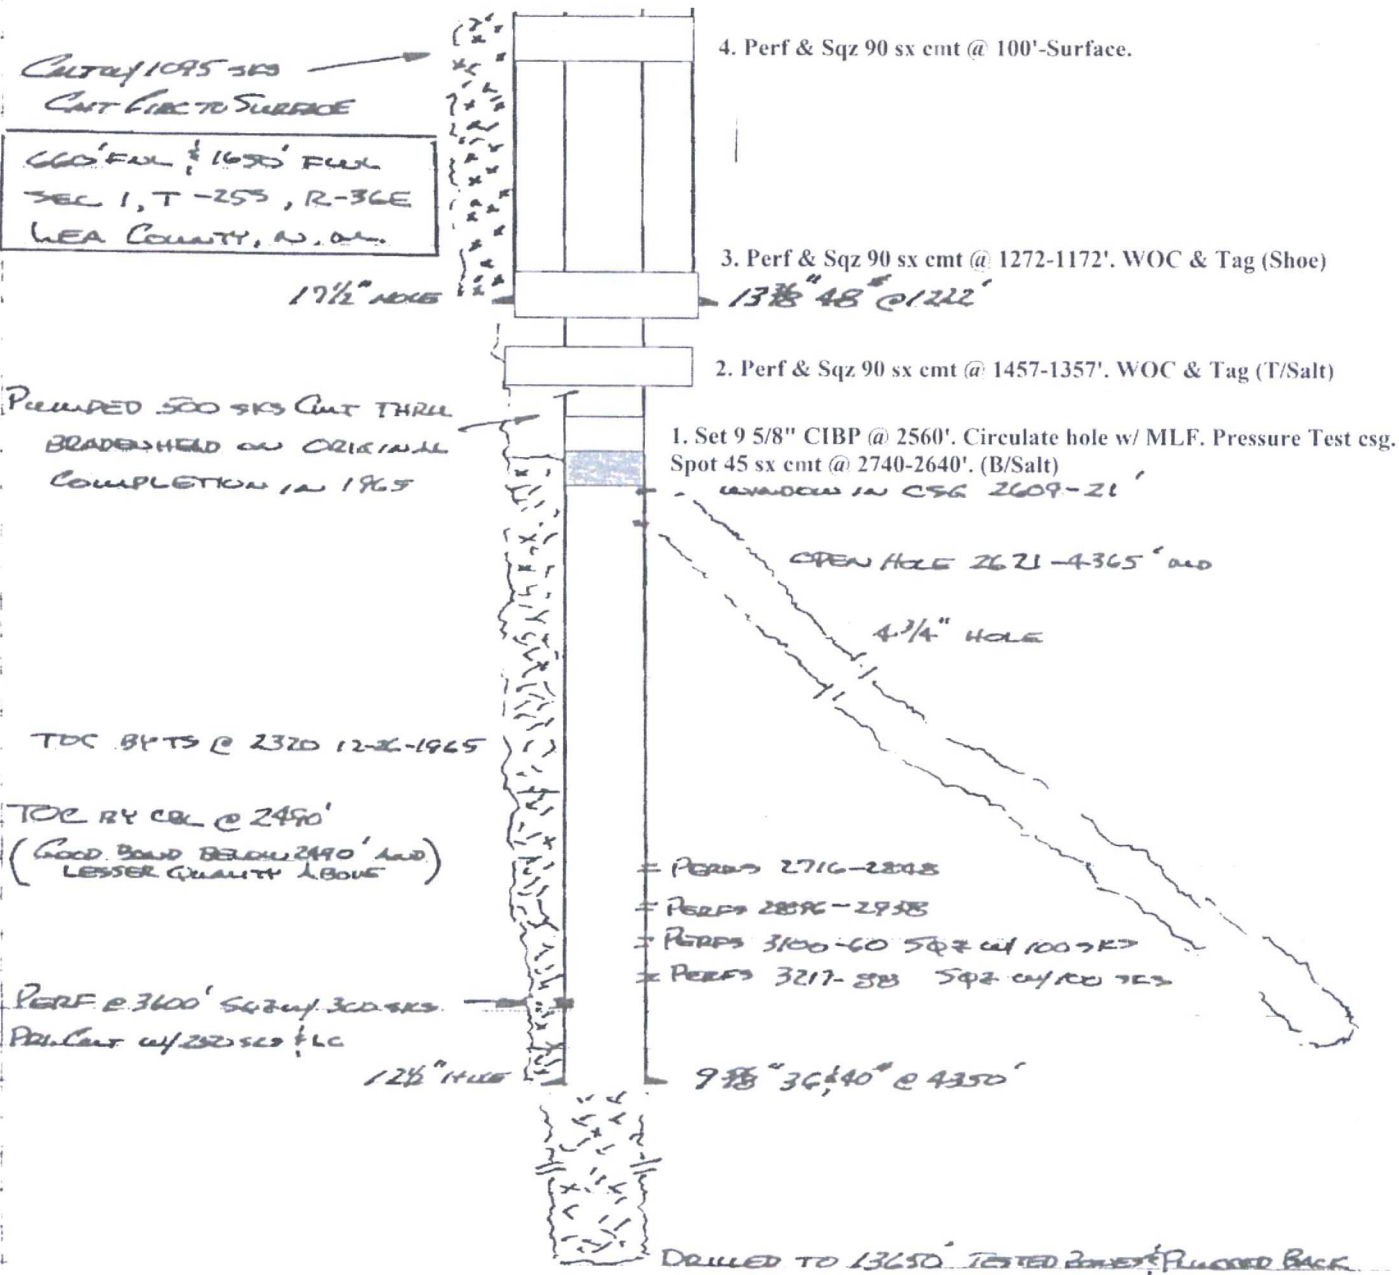 4. Perf & Sqz 90 sx cmt @ 100'-Surface.
1095 sks
Cmt Circ to Surface
660' FNL & 1650' FWL
SEC 1, T-25S, R-36E
LEA COUNTY, N.M.
3. Perf & Sqz 90 sx cmt @ 1272-1172'. WOC & Tag (Shoe)
17 1/2" HOLE
13 3/8" 48# @ 1222'
2. Perf & Sqz 90 sx cmt @ 1457-1357'. WOC & Tag (T/Salt)
PUMPED 500 SKS CMT THRU
BRADENHEAD ON ORIGINAL
COMPLETION IN 1965
1. Set 9 5/8" CIBP @ 2560'. Circulate hole w/ MLF. Pressure Test csg.
Spot 45 sx cmt @ 2740-2640'. (B/Salt)
WINDOW IN CSG 2609-21'
OPEN HOLE 2621-4365' MD
4 3/4" HOLE
TOC BY TS @ 2320 12-26-1965
TOC BY CBL @ 2490'
(GOOD BOND BELOW 2490' AND
LESSER QUALITY ABOVE)
PERFS 2716-2848
PERFS
PERFS 3100-60 SQZ W/ 100 SKS
PERFS 3217-88 SQZ W/ 100 SKS
PERF @ 3600' SQZ W/ 300 SKS
& LC
12 1/2" HOLE
9 5/8" 36 & 40# @ 4350'
DRILLED TO 13650' TESTED ZONES & PLUGGED BACK